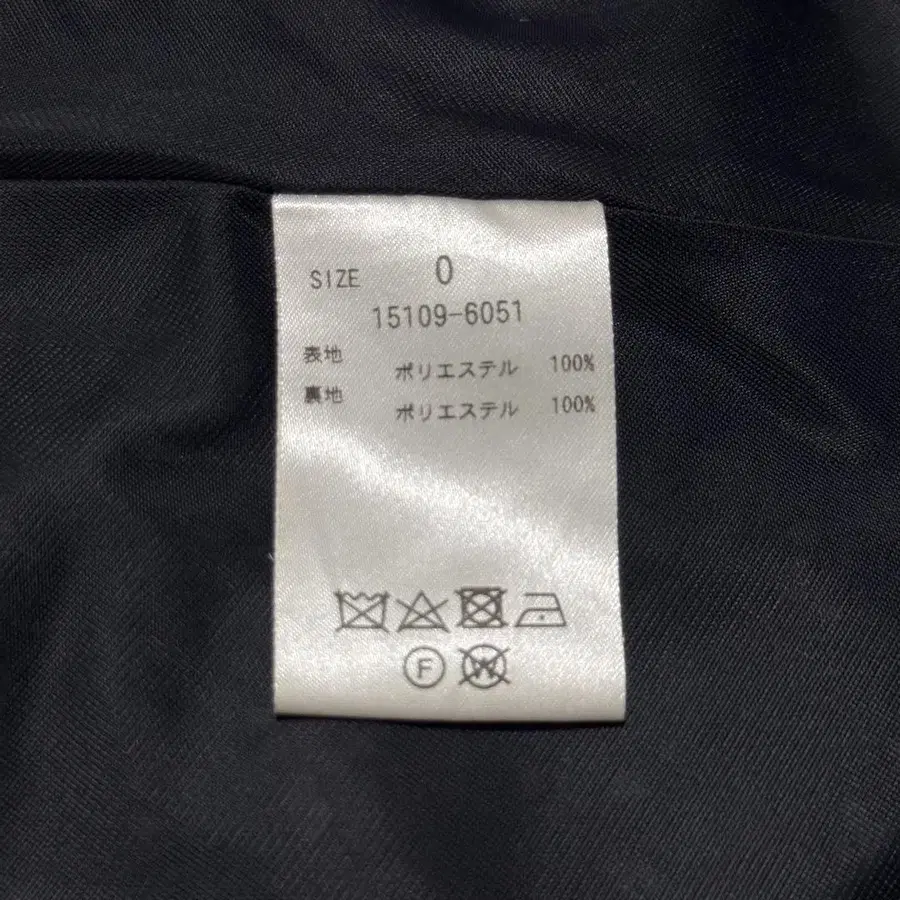 SIZE 0
15109-6051
表地 ポリエステル 100%
裏地 ポリエステル 100%
F W